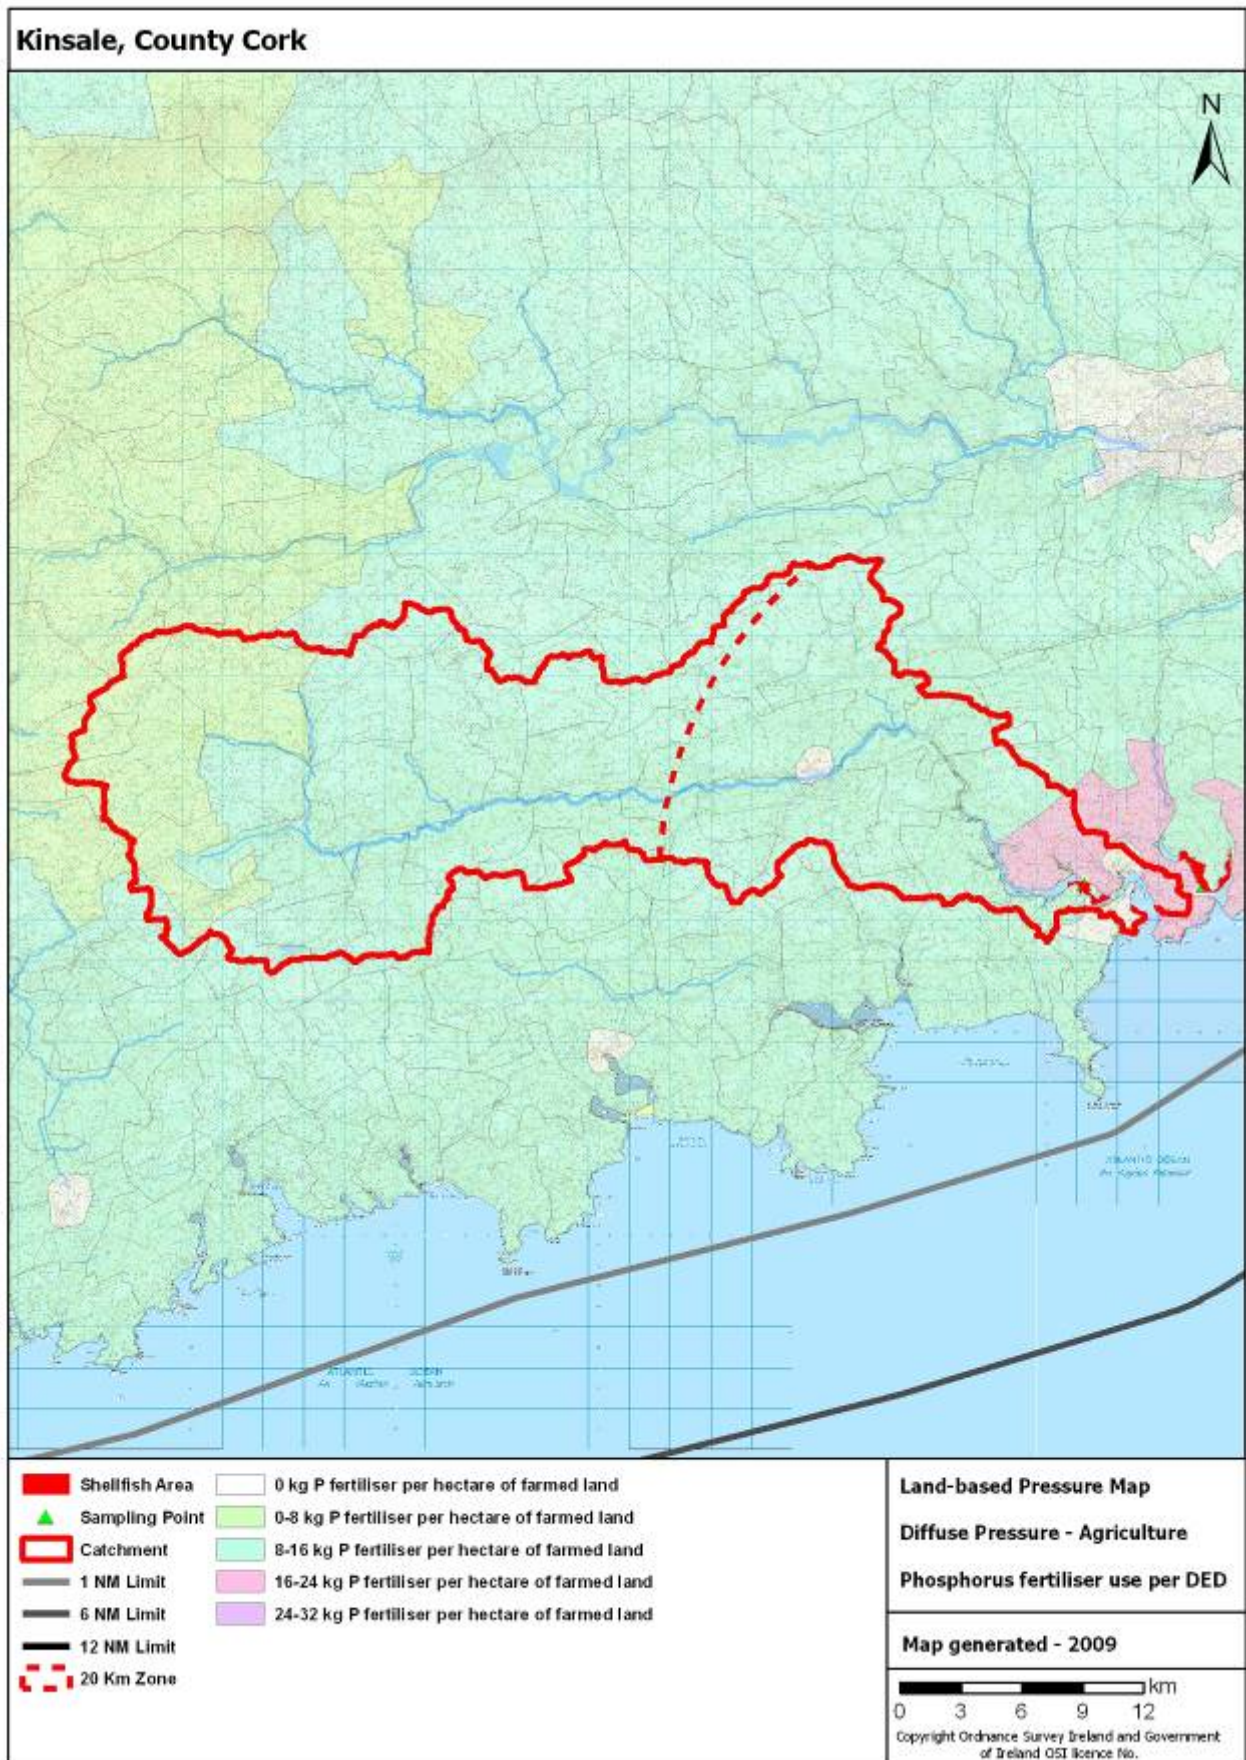 Kinsale, County Cork
N
ATLANTIC OCEAN
ATLANTIC OCEAN
Shellfish Area
Sampling Point
Catchment
1 NM Limit
6 NM Limit
12 NM Limit
20 Km Zone
0 kg P fertiliser per hectare of farmed land
0-8 kg P fertiliser per hectare of farmed land
8-16 kg P fertiliser per hectare of farmed land
16-24 kg P fertiliser per hectare of farmed land
24-32 kg P fertiliser per hectare of farmed land
Land-based Pressure Map
Diffuse Pressure - Agriculture
Phosphorus fertiliser use per DED
Map generated - 2009
km
0 3 6 9 12
Copyright Ordnance Survey Ireland and Government
of Ireland OSI licence No.